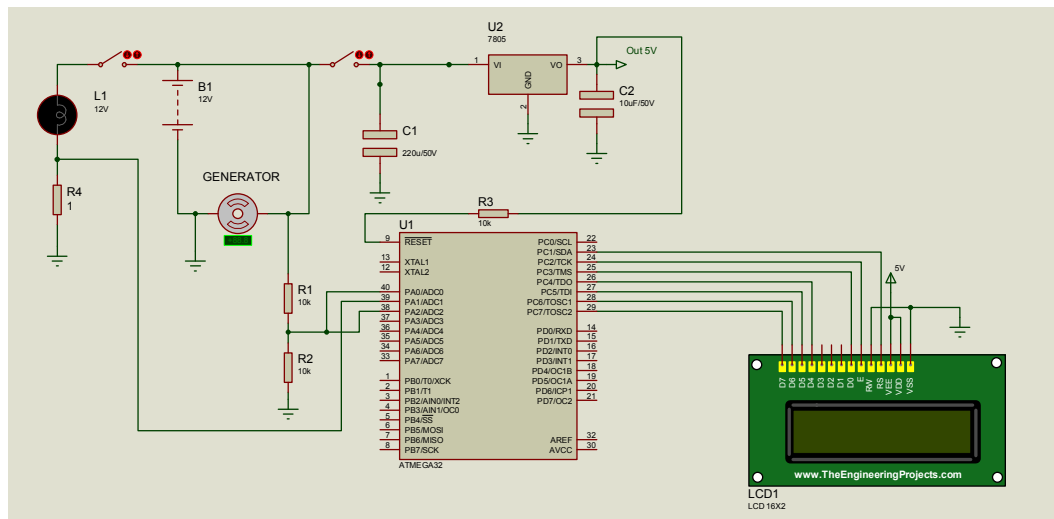 U2
7805
Out 5V
1
VI
VO
3
GND
2
L1
12V
B1
12V
C2
10uF/50V
C1
220u/50V
R4
1
GENERATOR
R3
10k
R1
10k
R2
10k
U1
9 RESET
13 XTAL1
12 XTAL2
40 PA0/ADC0
39 PA1/ADC1
38 PA2/ADC2
37 PA3/ADC3
36 PA4/ADC4
35 PA5/ADC5
34 PA6/ADC6
33 PA7/ADC7
1 PB0/T0/XCK
2 PB1/T1
3 PB2/AIN0/INT2
4 PB3/AIN1/OC0
5 PB4/SS
6 PB5/MOSI
7 PB6/MISO
8 PB7/SCK
PC0/SCL 22
PC1/SDA 23
PC2/TCK 24
PC3/TMS 25
PC4/TDO 26
PC5/TDI 27
PC6/TOSC1 28
PC7/TOSC2 29
PD0/RXD 14
PD1/TXD 15
PD2/INT0 16
PD3/INT1 17
PD4/OC1B 18
PD5/OC1A 19
PD6/ICP1 20
PD7/OC2 21
AREF 32
AVCC 30
ATMEGA32
5V
D7 D6 D5 D4 D3 D2 D1 D0 E RW RS VEE VDD VSS
www.TheEngineeringProjects.com
LCD1
LCD 16X2